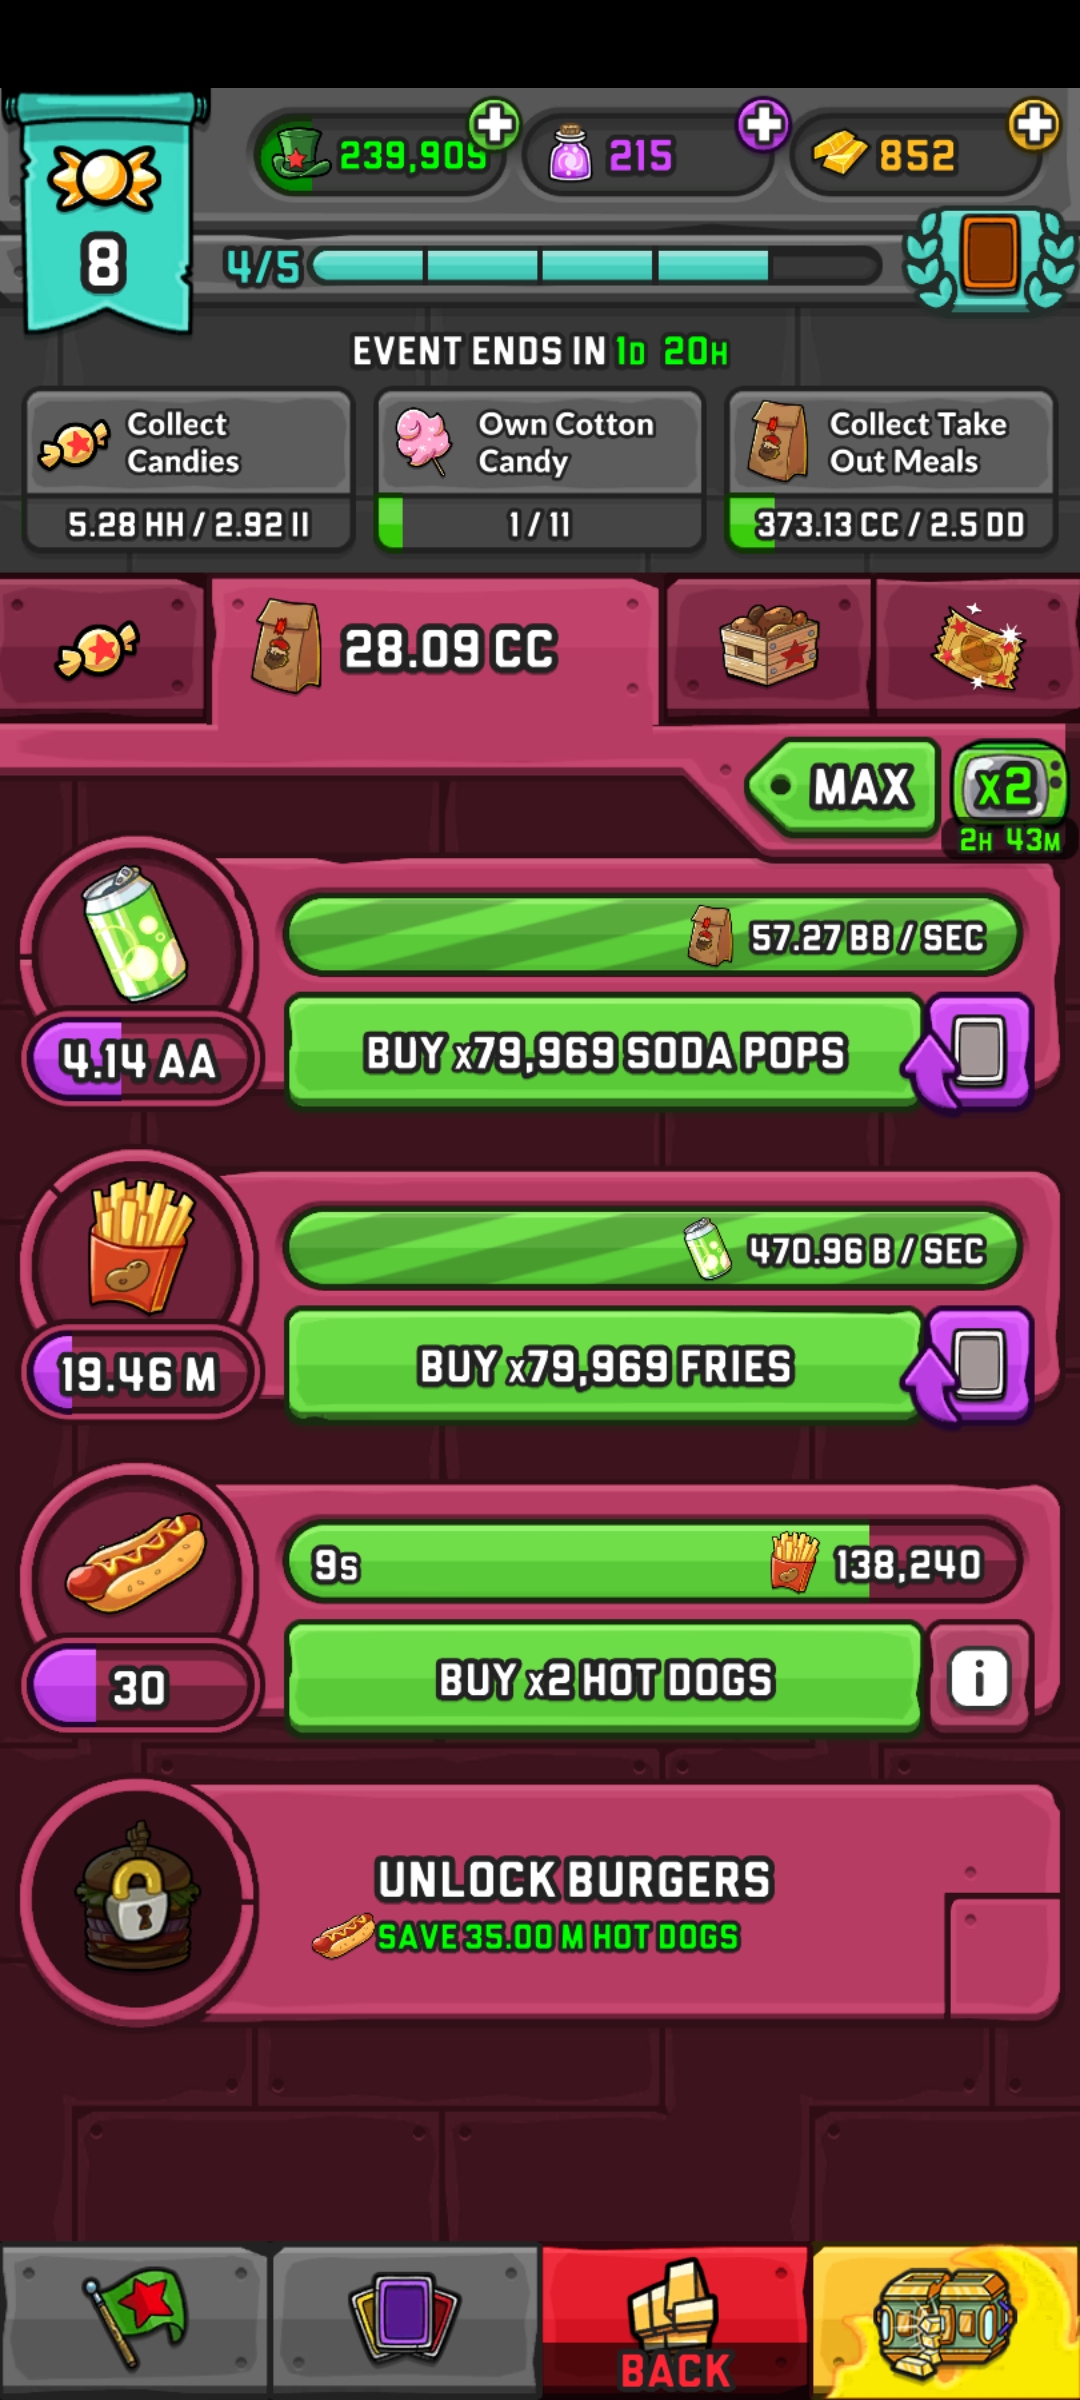 239,909
215
852
8
4/5
EVENT ENDS IN 1D 20H
Collect
Candies
5.28 HH / 2.92 II
Own Cotton
Candy
1 / 11
Collect Take
Out Meals
373.13 CC / 2.5 DD
28.09 CC
MAX
x2
2H 43M
57.27 BB / SEC
4.14 AA
BUY x79,969 SODA POPS
470.96 B / SEC
19.46 M
BUY x79,969 FRIES
9s
138,240
30
BUY x2 HOT DOGS
i
UNLOCK BURGERS
SAVE 35.00 M HOT DOGS
BACK